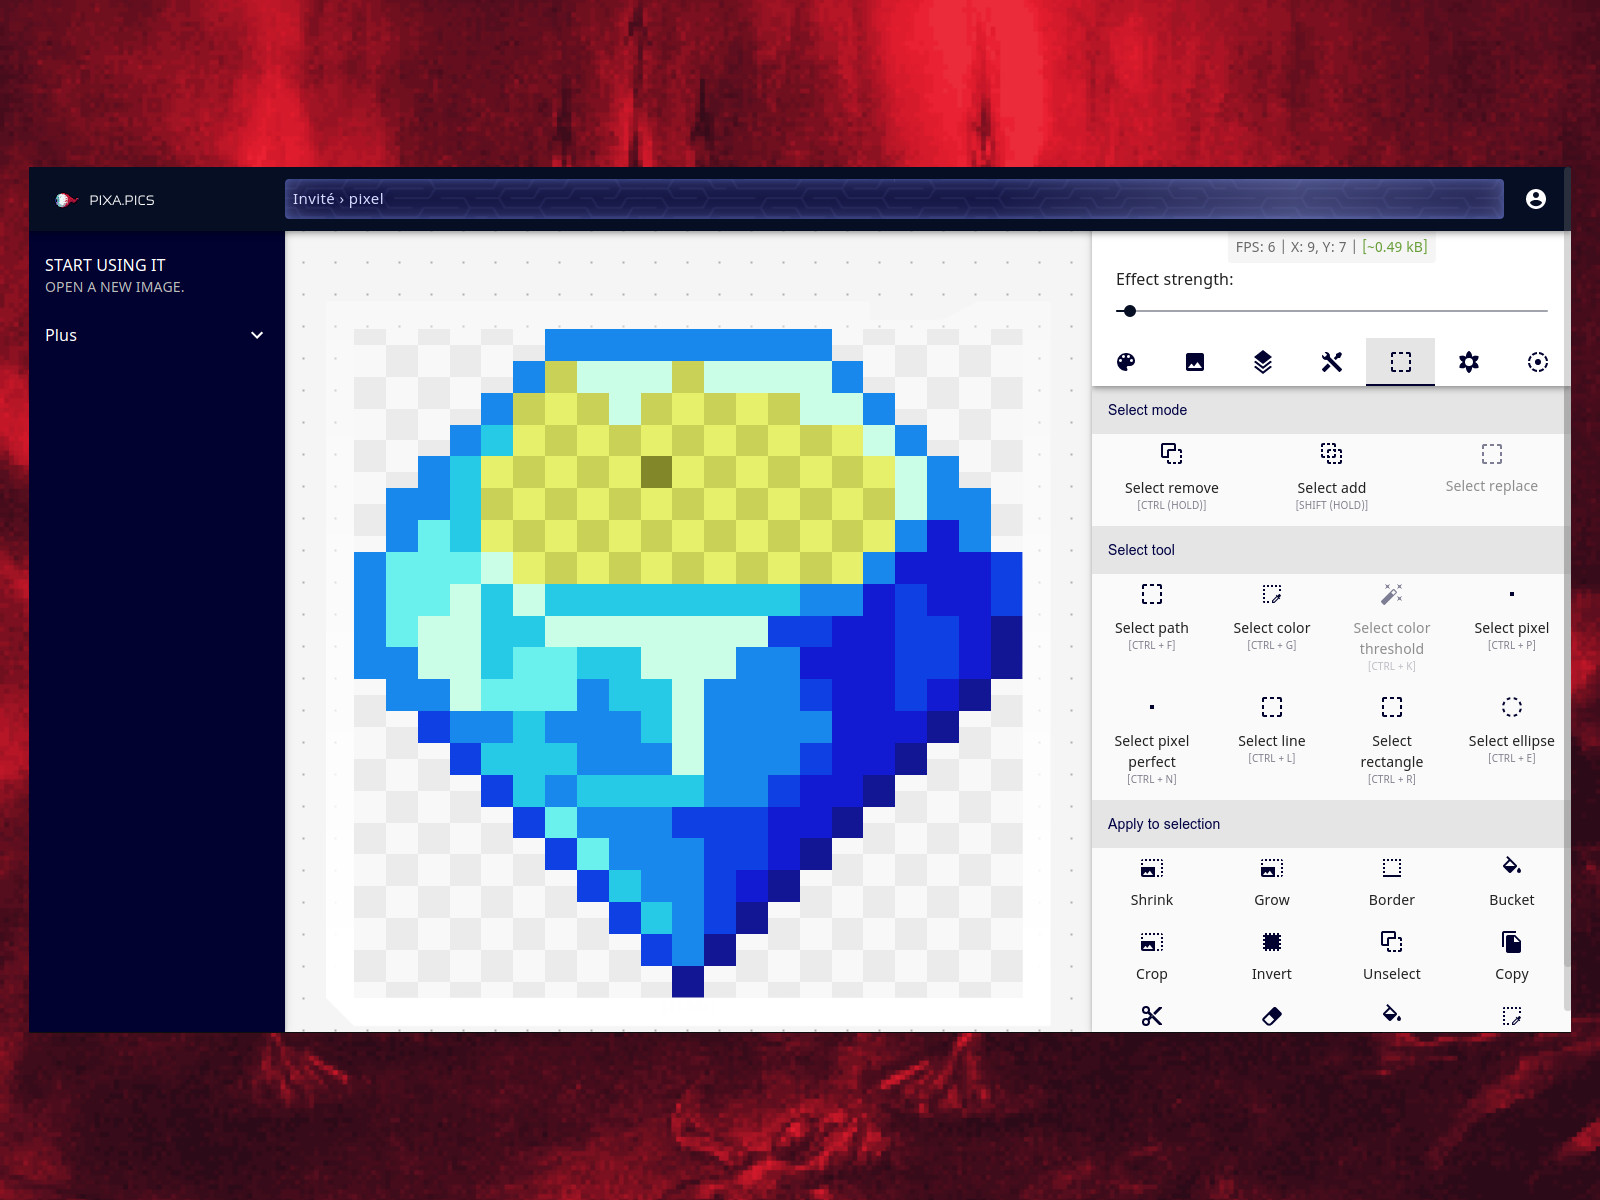 PIXA.PICS
Invité › pixel
START USING IT
OPEN A NEW IMAGE.
Plus
FPS: 6 | X: 9, Y: 7 | [~0.49 kB]
Effect strength:
Select mode
Select remove
[CTRL (HOLD)]
Select add
[SHIFT (HOLD)]
Select replace
Select tool
Select path
[CTRL + F]
Select color
[CTRL + G]
Select color
threshold
[CTRL + K]
Select pixel
[CTRL + P]
Select pixel
perfect
[CTRL + N]
Select line
[CTRL + L]
Select
rectangle
[CTRL + R]
Select ellipse
[CTRL + E]
Apply to selection
Shrink
Grow
Border
Bucket
Crop
Invert
Unselect
Copy